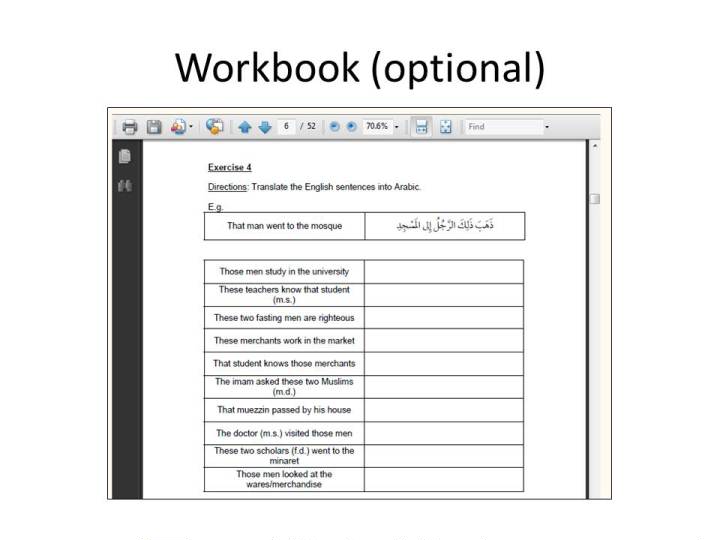 Workbook (optional)
6 / 52
70.6%
Find
Exercise 4
Directions: Translate the English sentences into Arabic.
E.g.
That man went to the mosque
ذَهَبَ ذَلِكَ الرَّجُلُ إِلى المَسْجِدِ
Those men study in the university
These teachers know that student
(m.s.)
These two fasting men are righteous
These merchants work in the market
That student knows those merchants
The imam asked these two Muslims
(m.d.)
That muezzin passed by his house
The doctor (m.s.) visited those men
These two scholars (f.d.) went to the
minaret
Those men looked at the
wares/merchandise